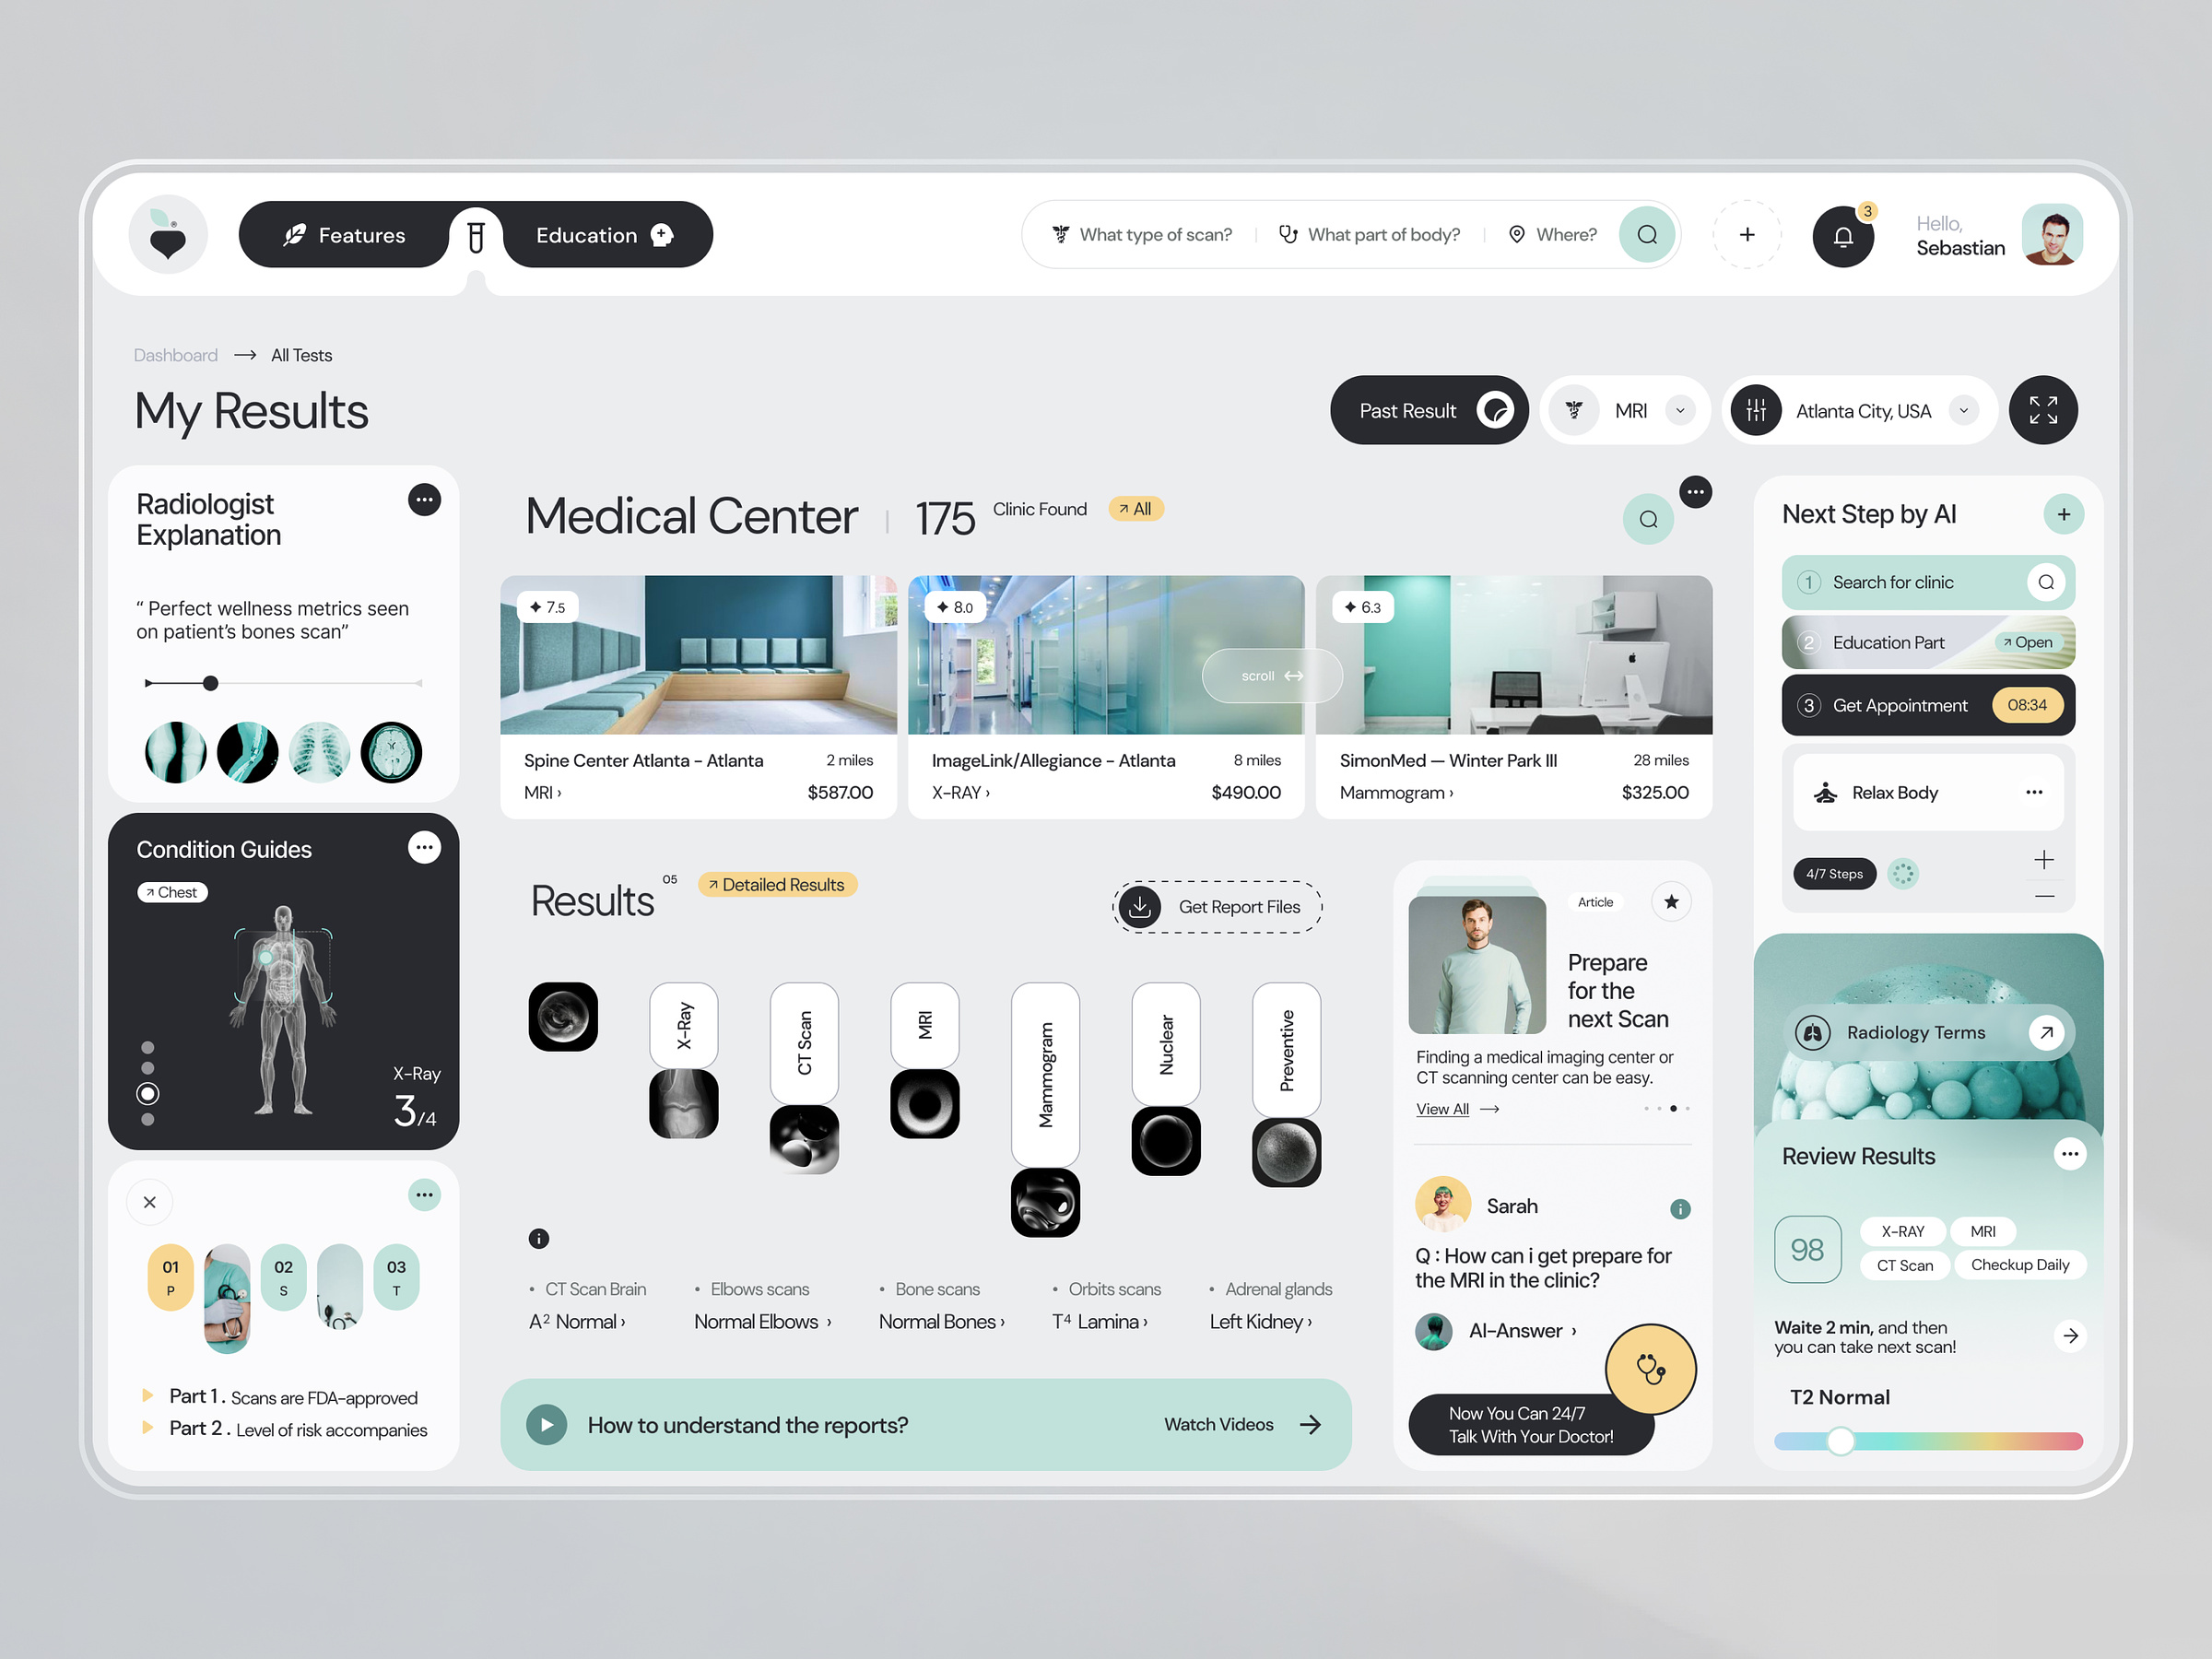 Features
Education
What type of scan?
What part of body?
Where?
3
Hello,
Sebastian
Dashboard → All Tests
My Results
Past Result
MRI
Atlanta City, USA
Radiologist
Explanation
“ Perfect wellness metrics seen
on patient’s bones scan”
Condition Guides
Chest
X-Ray
3/4
01
P
02
S
03
T
Part 1 . Scans are FDA-approved
Part 2 . Level of risk accompanies
Medical Center | 175 Clinic Found
All
7.5
8.0
6.3
scroll
Spine Center Atlanta - Atlanta 2 miles
MRI › $587.00
ImageLink/Allegiance - Atlanta 8 miles
X-RAY › $490.00
SimonMed — Winter Park III 28 miles
Mammogram › $325.00
Results 05
Detailed Results
Get Report Files
X-Ray
CT Scan
MRI
Mammogram
Nuclear
Preventive
• CT Scan Brain
A² Normal ›
• Elbows scans
Normal Elbows ›
• Bone scans
Normal Bones ›
• Orbits scans
T⁴ Lamina ›
• Adrenal glands
Left Kidney ›
How to understand the reports?
Watch Videos →
Article
Prepare
for the
next Scan
Finding a medical imaging center or
CT scanning center can be easy.
View All →
Sarah
Q : How can i get prepare for
the MRI in the clinic?
AI-Answer ›
Now You Can 24/7
Talk With Your Doctor!
Next Step by AI
1 Search for clinic
2 Education Part
Open
3 Get Appointment 08:34
Relax Body
4/7 Steps
Radiology Terms
Review Results
98
X-RAY
MRI
CT Scan
Checkup Daily
Waite 2 min, and then
you can take next scan!
T2 Normal